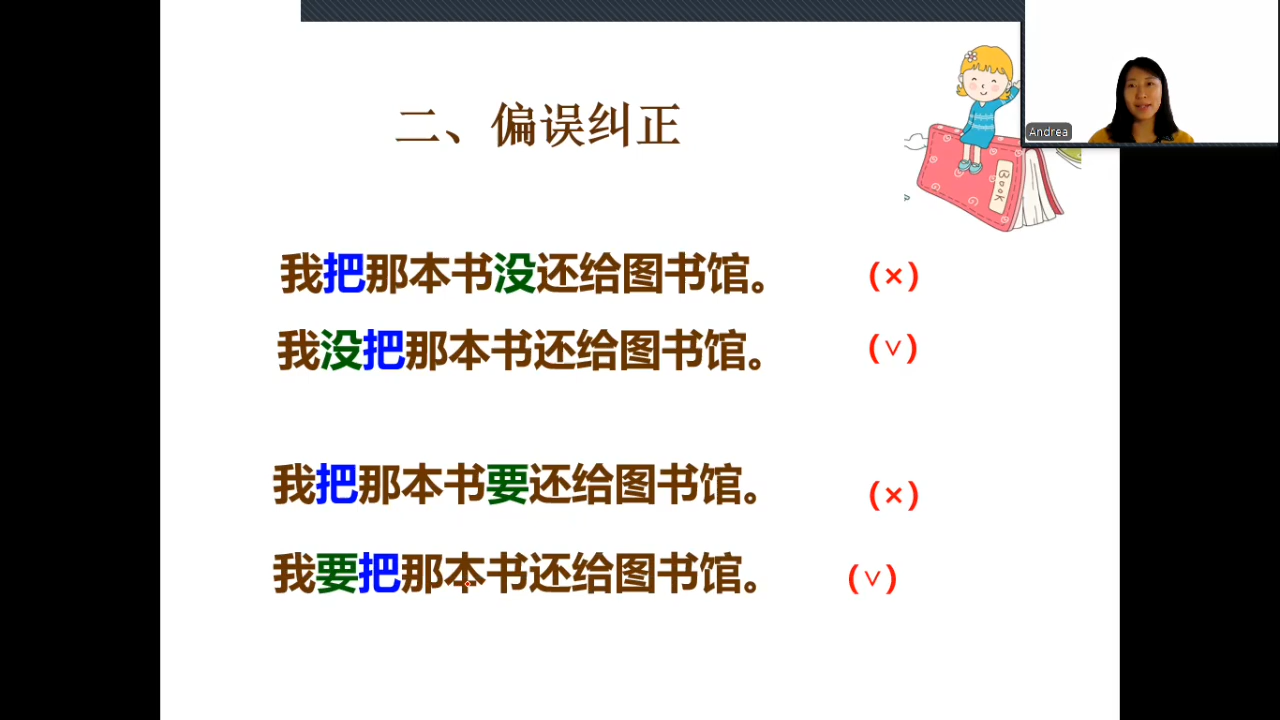 二、偏误纠正
Book
Andrea
我把那本书没还给图书馆。 (×)
我没把那本书还给图书馆。 (√)
我把那本书要还给图书馆。 (×)
我要把那本书还给图书馆。 (√)